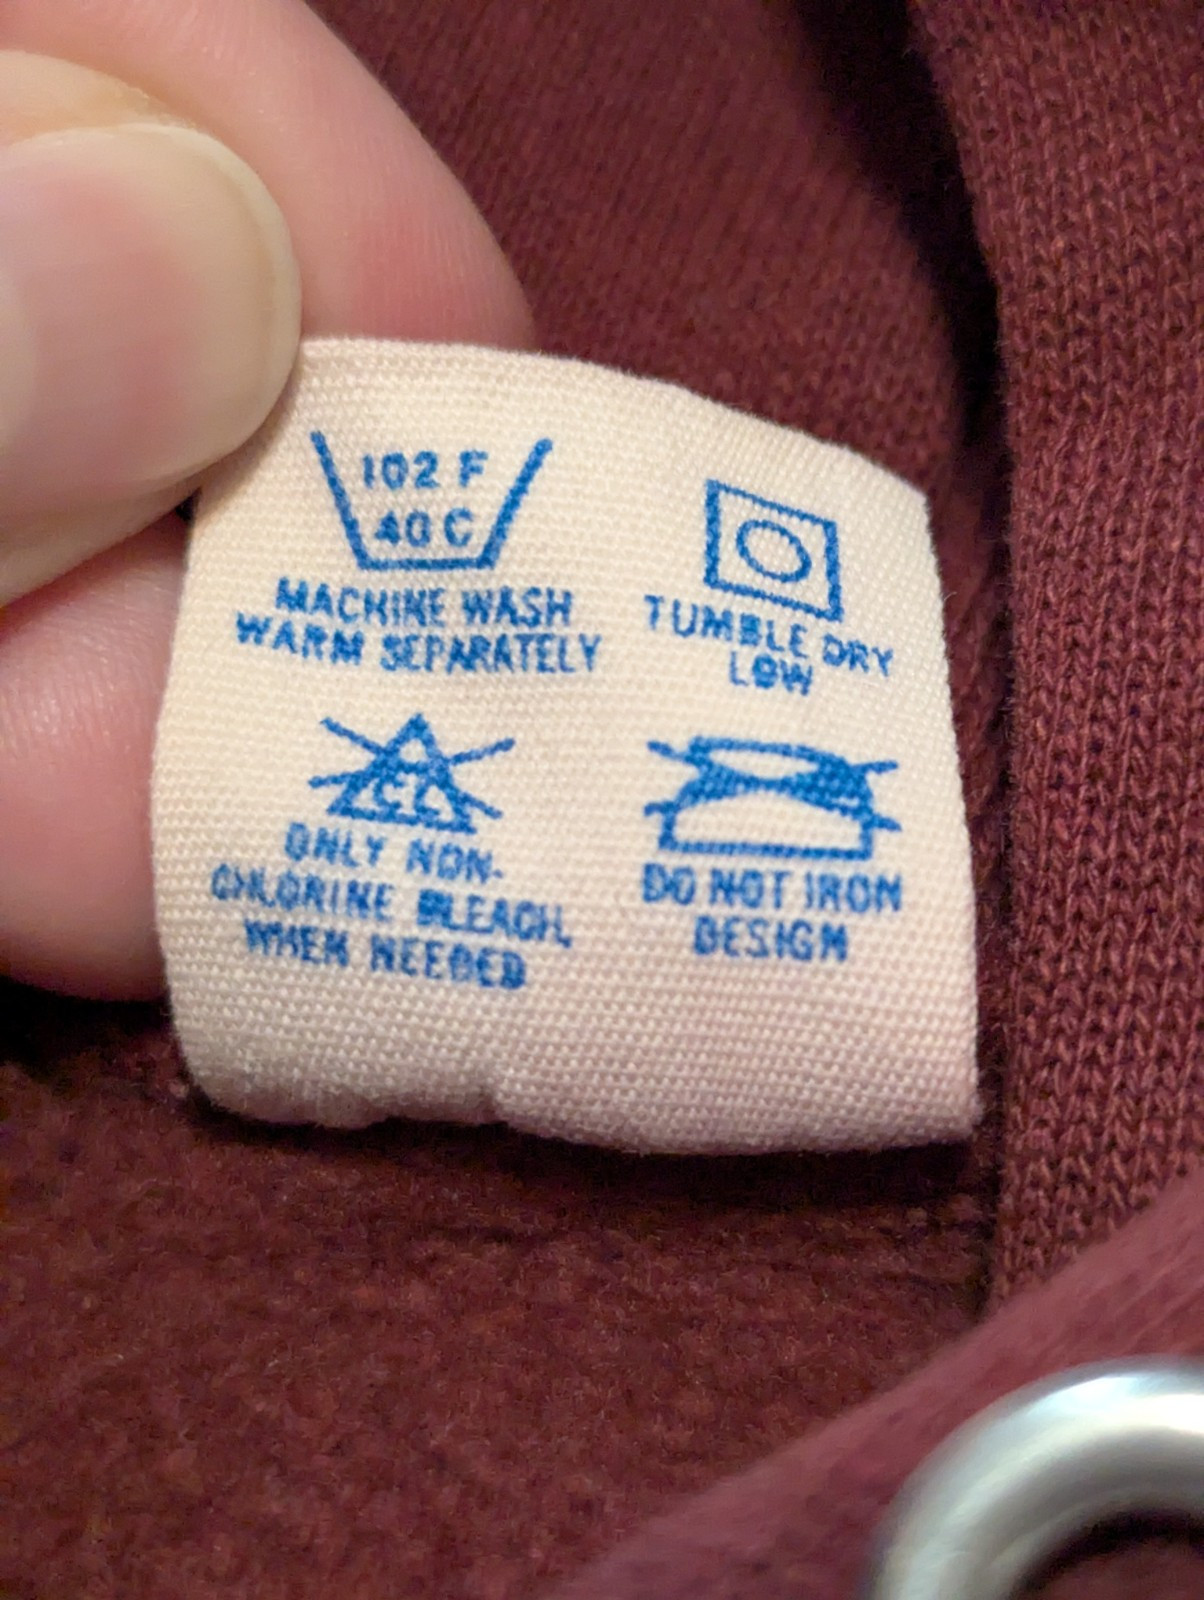 102 F
40 C
MACHINE WASH
WARM SEPARATELY
TUMBLE DRY
LOW
CL
ONLY NON-
CHLORINE BLEACH,
WHEN NEEDED
DO NOT IRON
DESIGN